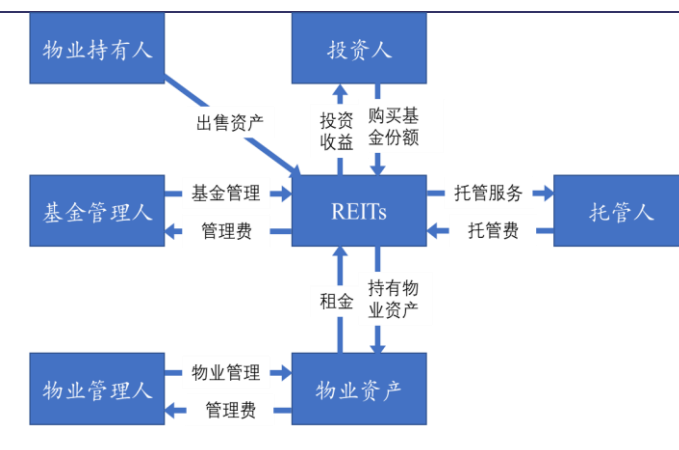 物业持有人
投资人
出售资产
投资
收益
购买基
金份额
基金管理人
基金管理
管理费
REITs
托管服务
托管费
托管人
租金
持有物
业资产
物业管理人
物业管理
管理费
物业资产